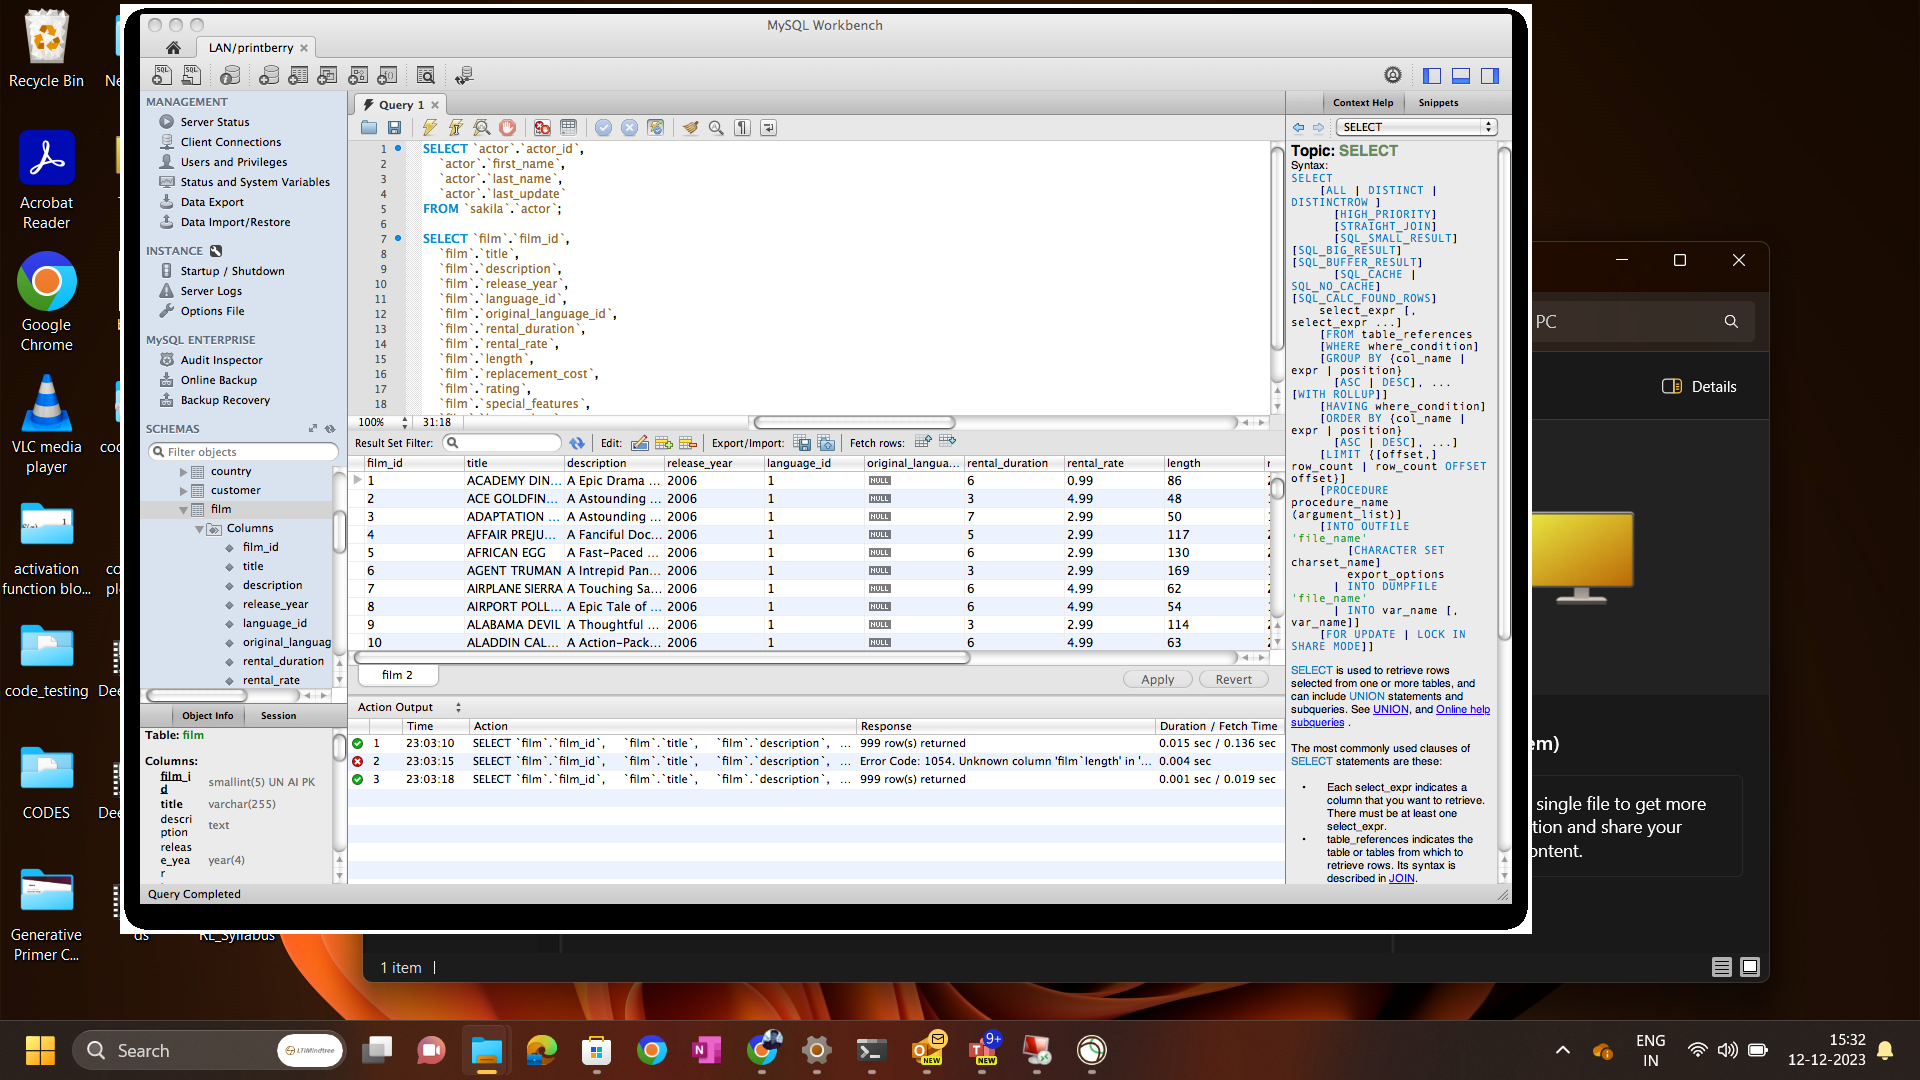 Recycle Bin
Acrobat
Reader
Google
Chrome
VLC media
player
activation
function blo...
code_testing
CODES
Generative
Primer C...
RL_Syllabus
MySQL Workbench
LAN/printberry
MANAGEMENT
Server Status
Client Connections
Users and Privileges
Status and System Variables
Data Export
Data Import/Restore
INSTANCE
Startup / Shutdown
Server Logs
Options File
MySQL ENTERPRISE
Audit Inspector
Online Backup
Backup Recovery
SCHEMAS
Filter objects
country
customer
film
Columns
film_id
title
description
release_year
language_id
original_languag
rental_duration
rental_rate
Object Info Session
Table: film
Columns:
film_i
d smallint(5) UN AI PK
title varchar(255)
descri
ption text
releas
e_yea
r year(4)
Query Completed
Query 1
1 SELECT `actor`.`actor_id`,
2 `actor`.`first_name`,
3 `actor`.`last_name`,
4 `actor`.`last_update`
5 FROM `sakila`.`actor`;
6
7 SELECT `film`.`film_id`,
8 `film`.`title`,
9 `film`.`description`,
10 `film`.`release_year`,
11 `film`.`language_id`,
12 `film`.`original_language_id`,
13 `film`.`rental_duration`,
14 `film`.`rental_rate`,
15 `film`.`length`,
16 `film`.`replacement_cost`,
17 `film`.`rating`,
18 `film`.`special_features`,
100% 31:18
Result Set Filter: Edit: Export/Import: Fetch rows:
film_id title description release_year language_id original_langua... rental_duration rental_rate length
1 ACADEMY DIN... A Epic Drama ... 2006 1 NULL 6 0.99 86
2 ACE GOLDFIN... A Astounding ... 2006 1 NULL 3 4.99 48
3 ADAPTATION ... A Astounding ... 2006 1 NULL 7 2.99 50
4 AFFAIR PREJU... A Fanciful Doc... 2006 1 NULL 5 2.99 117
5 AFRICAN EGG A Fast-Paced ... 2006 1 NULL 6 2.99 130
6 AGENT TRUMAN A Intrepid Pan... 2006 1 NULL 3 2.99 169
7 AIRPLANE SIERRA A Touching Sa... 2006 1 NULL 6 4.99 62
8 AIRPORT POLL... A Epic Tale of ... 2006 1 NULL 6 4.99 54
9 ALABAMA DEVIL A Thoughtful ... 2006 1 NULL 3 2.99 114
10 ALADDIN CAL... A Action-Pack... 2006 1 NULL 6 4.99 63
film 2 Apply Revert
Action Output
Time Action Response Duration / Fetch Time
1 23:03:10 SELECT `film`.`film_id`, `film`.`title`, `film`.`description`, ... 999 row(s) returned 0.015 sec / 0.136 sec
2 23:03:15 SELECT `film`.`film_id`, `film`.`title`, `film`.`description`, ... Error Code: 1054. Unknown column 'film`length' in '... 0.004 sec
3 23:03:18 SELECT `film`.`film_id`, `film`.`title`, `film`.`description`, ... 999 row(s) returned 0.001 sec / 0.019 sec
Context Help Snippets
SELECT
Topic: SELECT
Syntax:
SELECT
[ALL | DISTINCT |
DISTINCTROW ]
[HIGH_PRIORITY]
[STRAIGHT_JOIN]
[SQL_SMALL_RESULT]
[SQL_BIG_RESULT]
[SQL_BUFFER_RESULT]
[SQL_CACHE |
SQL_NO_CACHE]
[SQL_CALC_FOUND_ROWS]
select_expr [,
select_expr ...]
[FROM table_references
[WHERE where_condition]
[GROUP BY {col_name |
expr | position}
[ASC | DESC], ...
[WITH ROLLUP]]
[HAVING where_condition]
[ORDER BY {col_name |
expr | position}
[ASC | DESC], ...]
[LIMIT {[offset,]
row_count | row_count OFFSET
offset}]
[PROCEDURE
procedure_name
(argument_list)]
[INTO OUTFILE
'file_name'
[CHARACTER SET
charset_name]
export_options
| INTO DUMPFILE
'file_name'
| INTO var_name [,
var_name]]
[FOR UPDATE | LOCK IN
SHARE MODE]]
SELECT is used to retrieve rows
selected from one or more tables, and
can include UNION statements and
subqueries. See UNION, and Online help
subqueries .
The most commonly used clauses of
SELECT statements are these:
• Each select_expr indicates a
column that you want to retrieve.
There must be at least one
select_expr.
• table_references indicates the
table or tables from which to
retrieve rows. Its syntax is
described in JOIN.
PC
Details
em)
single file to get more
tion and share your
ontent.
1 item
Search
LTIMindtree
NEW
9+
NEW
ENG
IN
15:32
12-12-2023